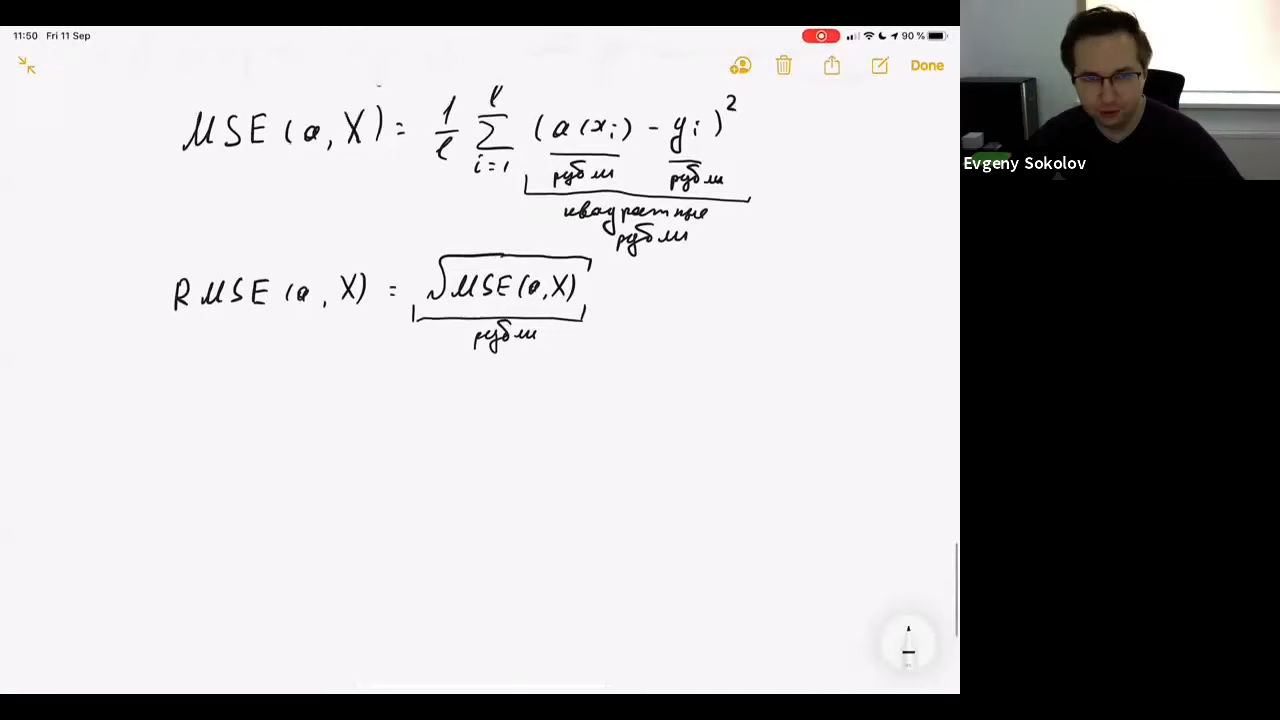 11:50 Fri 11 Sep
90 %
Done
MSE(a, X) = 1/ℓ ∑ i=1 ℓ (a(xi) - yi)²
рубли рубли
квадратные
рубли
RMSE(a, X) = √MSE(a,X)
рубли
Evgeny Sokolov